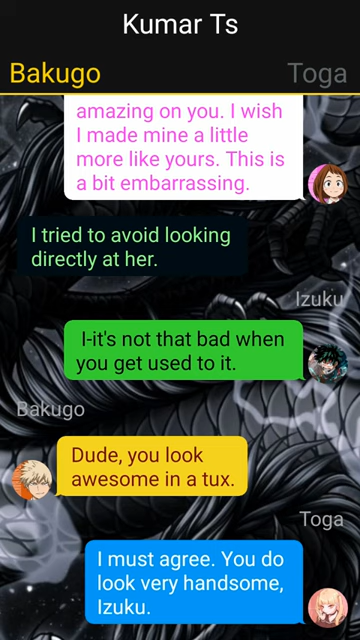 Kumar Ts
Bakugo
Toga
amazing on you. I wish
I made mine a little
more like yours. This is
a bit embarrassing.
I tried to avoid looking
directly at her.
Izuku
I-it's not that bad when
you get used to it.
Bakugo
Dude, you look
awesome in a tux.
Toga
I must agree. You do
look very handsome,
Izuku.